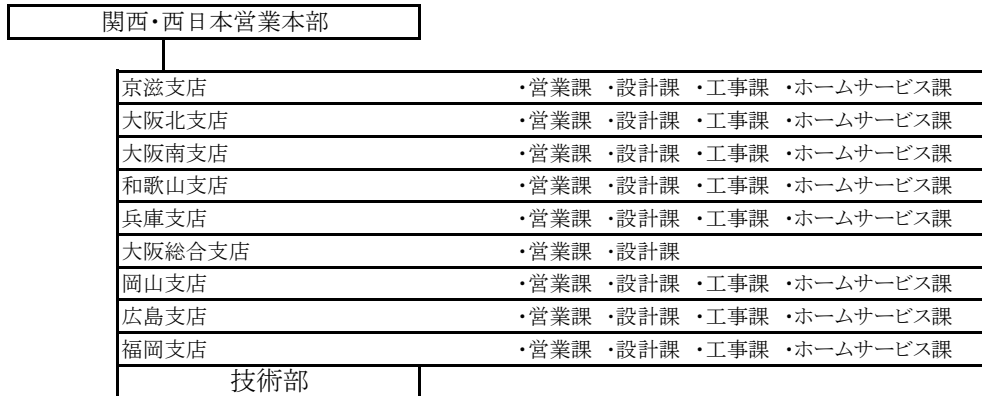 関西・西日本営業本部
京滋支店 ・営業課 ・設計課 ・工事課 ・ホームサービス課
大阪北支店 ・営業課 ・設計課 ・工事課 ・ホームサービス課
大阪南支店 ・営業課 ・設計課 ・工事課 ・ホームサービス課
和歌山支店 ・営業課 ・設計課 ・工事課 ・ホームサービス課
兵庫支店 ・営業課 ・設計課 ・工事課 ・ホームサービス課
大阪総合支店 ・営業課 ・設計課
岡山支店 ・営業課 ・設計課 ・工事課 ・ホームサービス課
広島支店 ・営業課 ・設計課 ・工事課 ・ホームサービス課
福岡支店 ・営業課 ・設計課 ・工事課 ・ホームサービス課
技術部